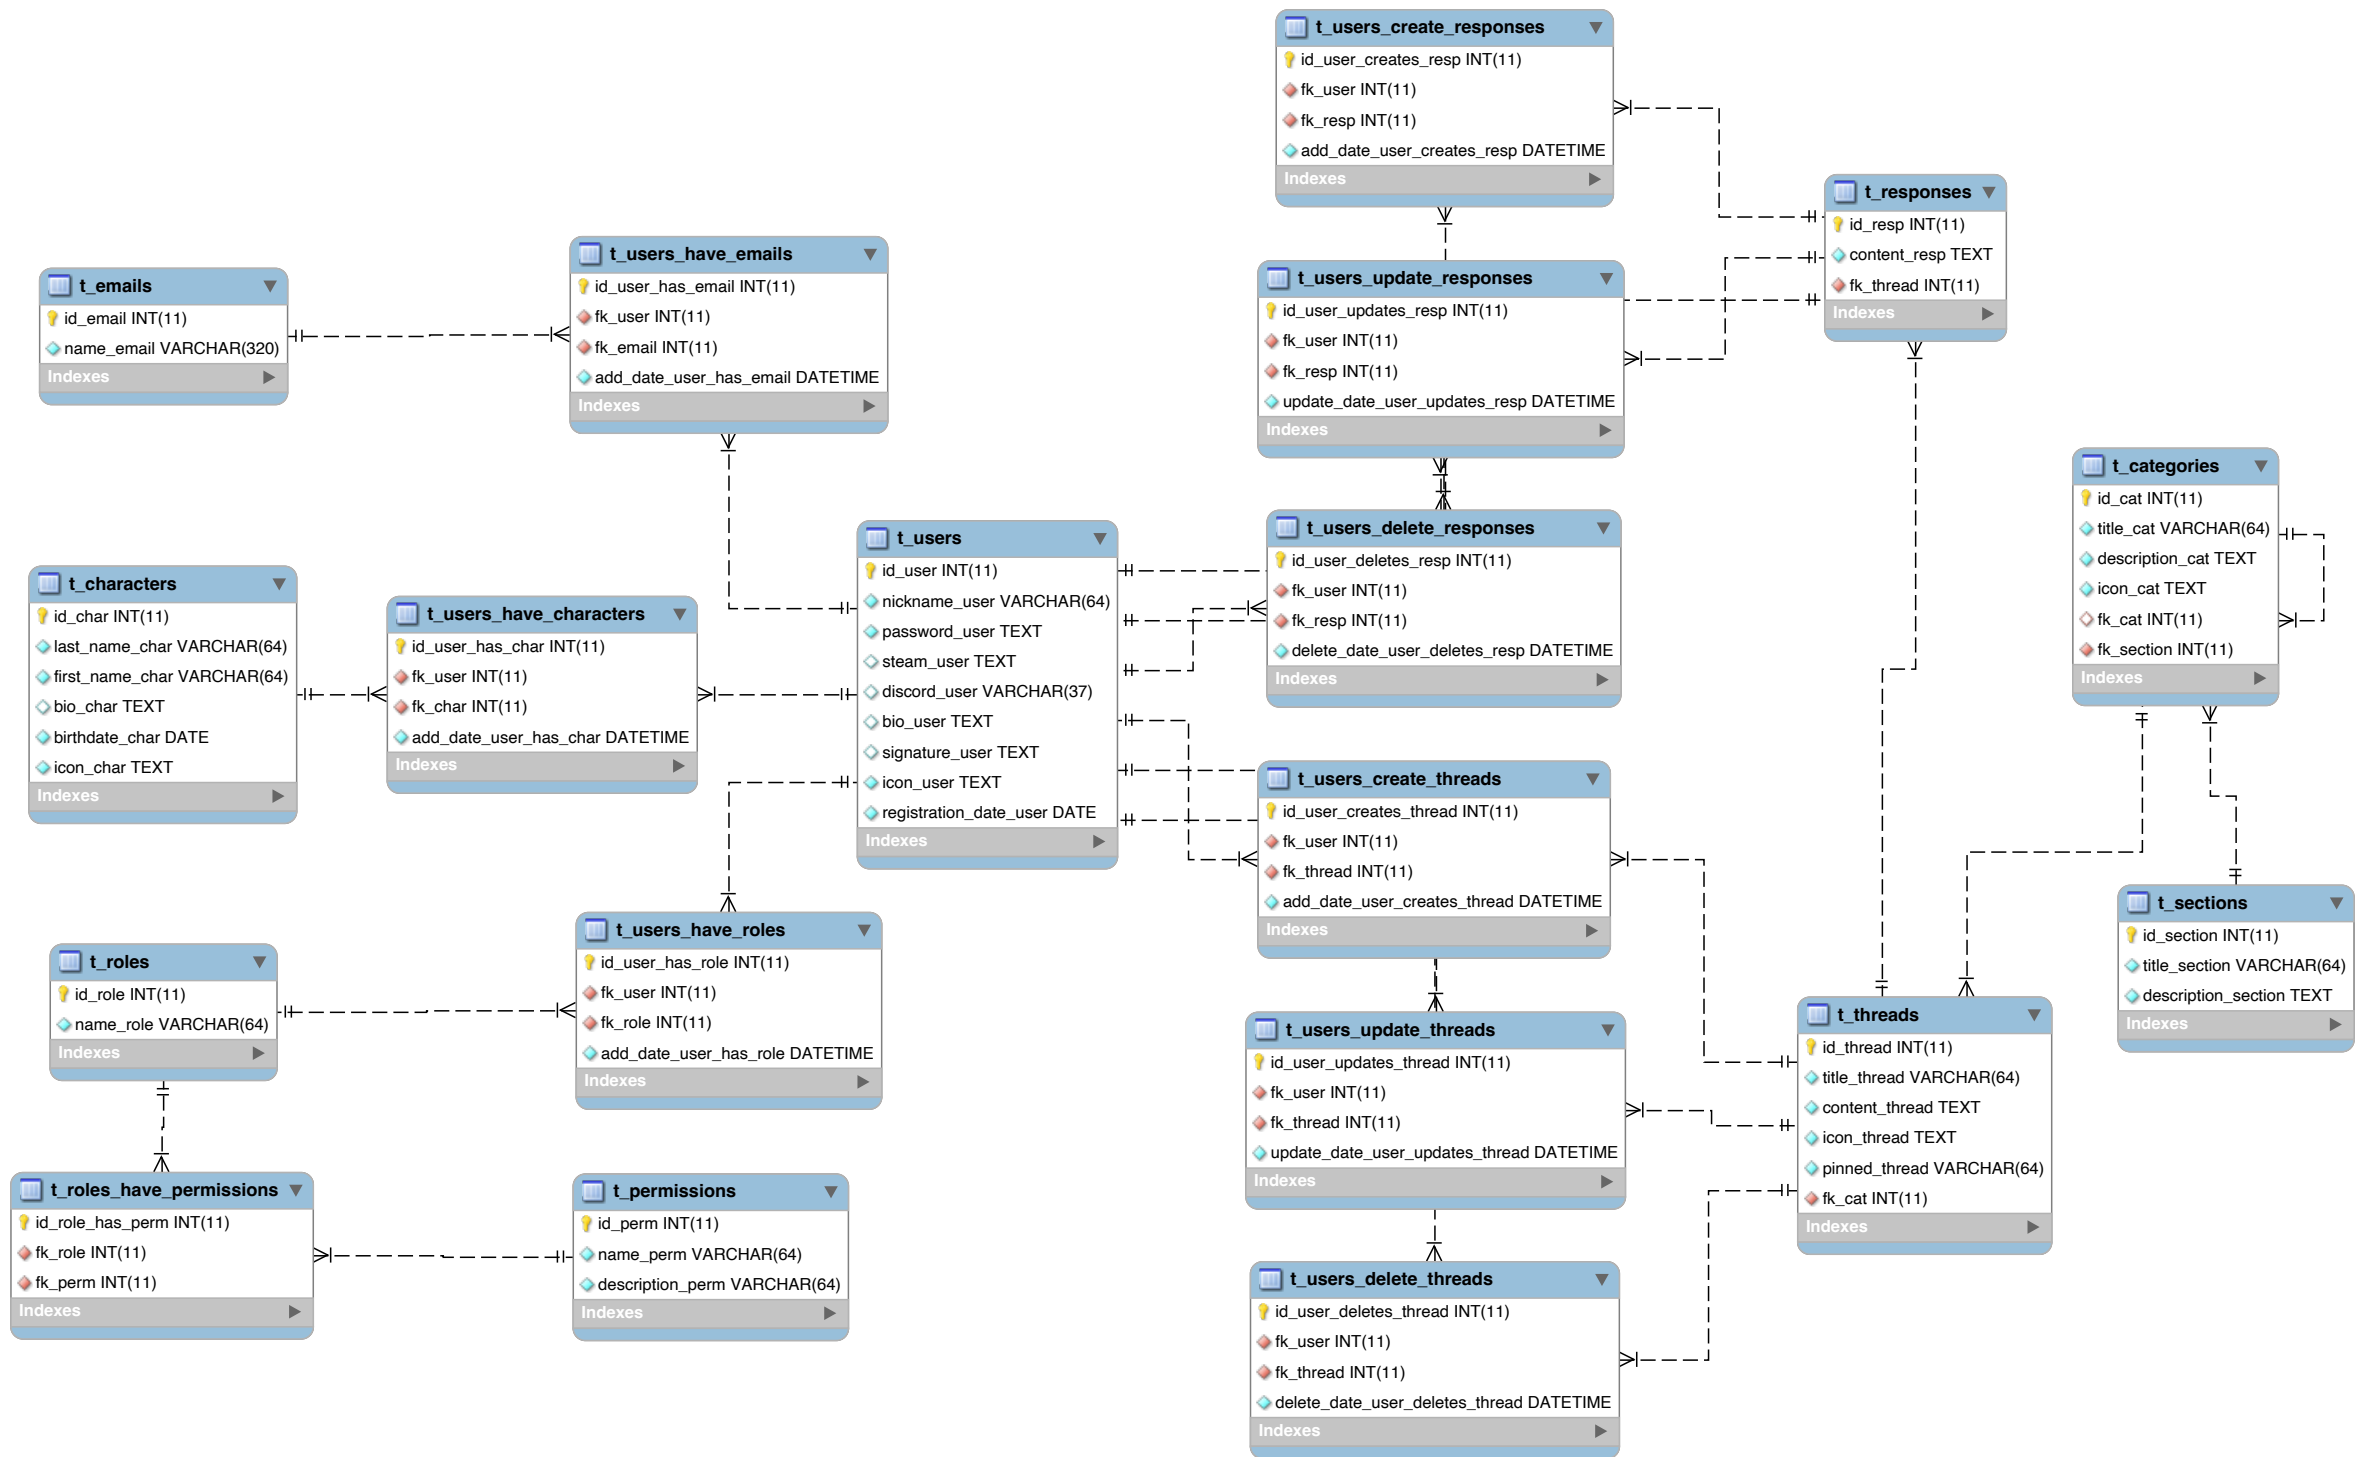 t_users_create_responses
id_user_creates_resp INT(11)
fk_user INT(11)
fk_resp INT(11)
add_date_user_creates_resp DATETIME
Indexes
t_responses
id_resp INT(11)
content_resp TEXT
fk_thread INT(11)
Indexes
t_users_have_emails
id_user_has_email INT(11)
fk_user INT(11)
fk_email INT(11)
add_date_user_has_email DATETIME
Indexes
t_emails
id_email INT(11)
name_email VARCHAR(320)
Indexes
t_users_update_responses
id_user_updates_resp INT(11)
fk_user INT(11)
fk_resp INT(11)
update_date_user_updates_resp DATETIME
Indexes
t_categories
id_cat INT(11)
title_cat VARCHAR(64)
description_cat TEXT
icon_cat TEXT
fk_cat INT(11)
fk_section INT(11)
Indexes
t_users
id_user INT(11)
nickname_user VARCHAR(64)
password_user TEXT
steam_user TEXT
discord_user VARCHAR(37)
bio_user TEXT
signature_user TEXT
icon_user TEXT
registration_date_user DATE
Indexes
t_users_delete_responses
id_user_deletes_resp INT(11)
fk_user INT(11)
fk_resp INT(11)
delete_date_user_deletes_resp DATETIME
Indexes
t_characters
id_char INT(11)
last_name_char VARCHAR(64)
first_name_char VARCHAR(64)
bio_char TEXT
birthdate_char DATE
icon_char TEXT
Indexes
t_users_have_characters
id_user_has_char INT(11)
fk_user INT(11)
fk_char INT(11)
add_date_user_has_char DATETIME
Indexes
t_users_create_threads
id_user_creates_thread INT(11)
fk_user INT(11)
fk_thread INT(11)
add_date_user_creates_thread DATETIME
Indexes
t_sections
id_section INT(11)
title_section VARCHAR(64)
description_section TEXT
Indexes
t_users_have_roles
id_user_has_role INT(11)
fk_user INT(11)
fk_role INT(11)
add_date_user_has_role DATETIME
Indexes
t_roles
id_role INT(11)
name_role VARCHAR(64)
Indexes
t_threads
id_thread INT(11)
title_thread VARCHAR(64)
content_thread TEXT
icon_thread TEXT
pinned_thread VARCHAR(64)
fk_cat INT(11)
Indexes
t_users_update_threads
id_user_updates_thread INT(11)
fk_user INT(11)
fk_thread INT(11)
update_date_user_updates_thread DATETIME
Indexes
t_roles_have_permissions
id_role_has_perm INT(11)
fk_role INT(11)
fk_perm INT(11)
Indexes
t_permissions
id_perm INT(11)
name_perm VARCHAR(64)
description_perm VARCHAR(64)
Indexes
t_users_delete_threads
id_user_deletes_thread INT(11)
fk_user INT(11)
fk_thread INT(11)
delete_date_user_deletes_thread DATETIME
Indexes